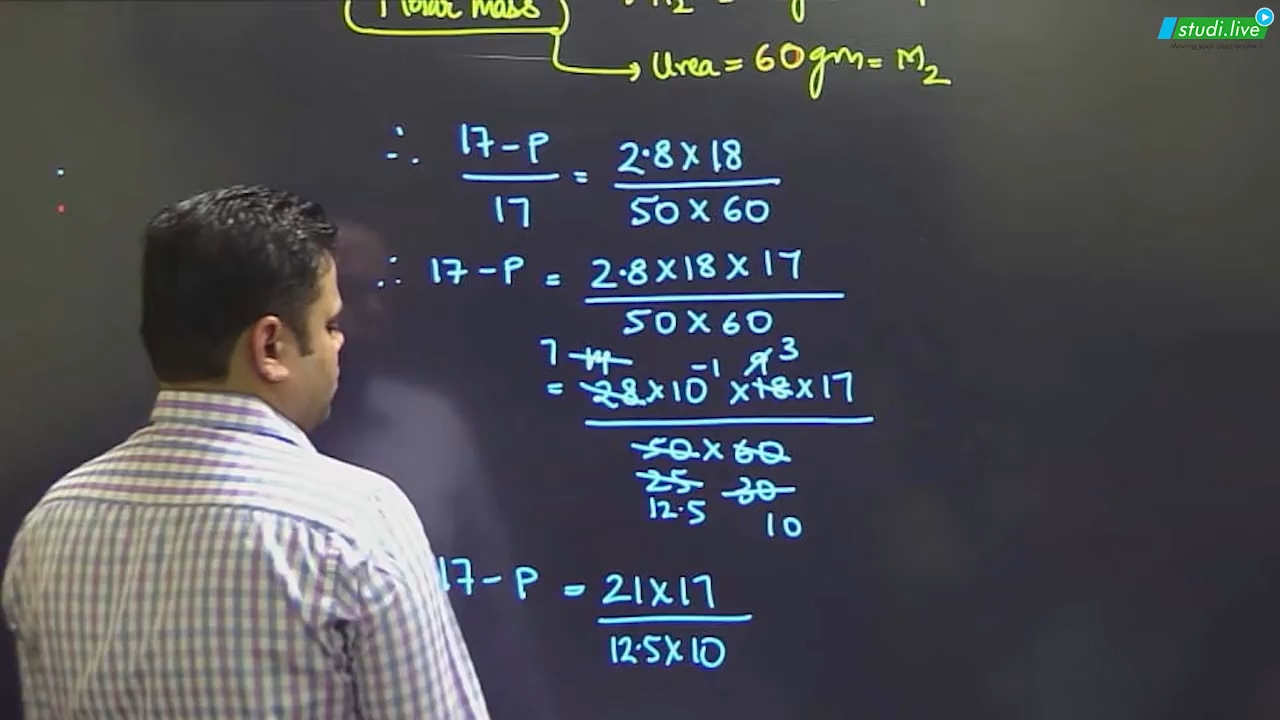 studi.live
Molar Mass
Urea = 60gm = M₂
∴ 17-P / 17 = 2.8 × 18 / 50 × 60
∴ 17-P = 2.8 × 18 × 17 / 50 × 60
7 14 -1 9 3
= 28 × 10 × 18 × 17
50 × 60
25 30
12.5 10
17-P = 21 × 17 / 12.5 × 10